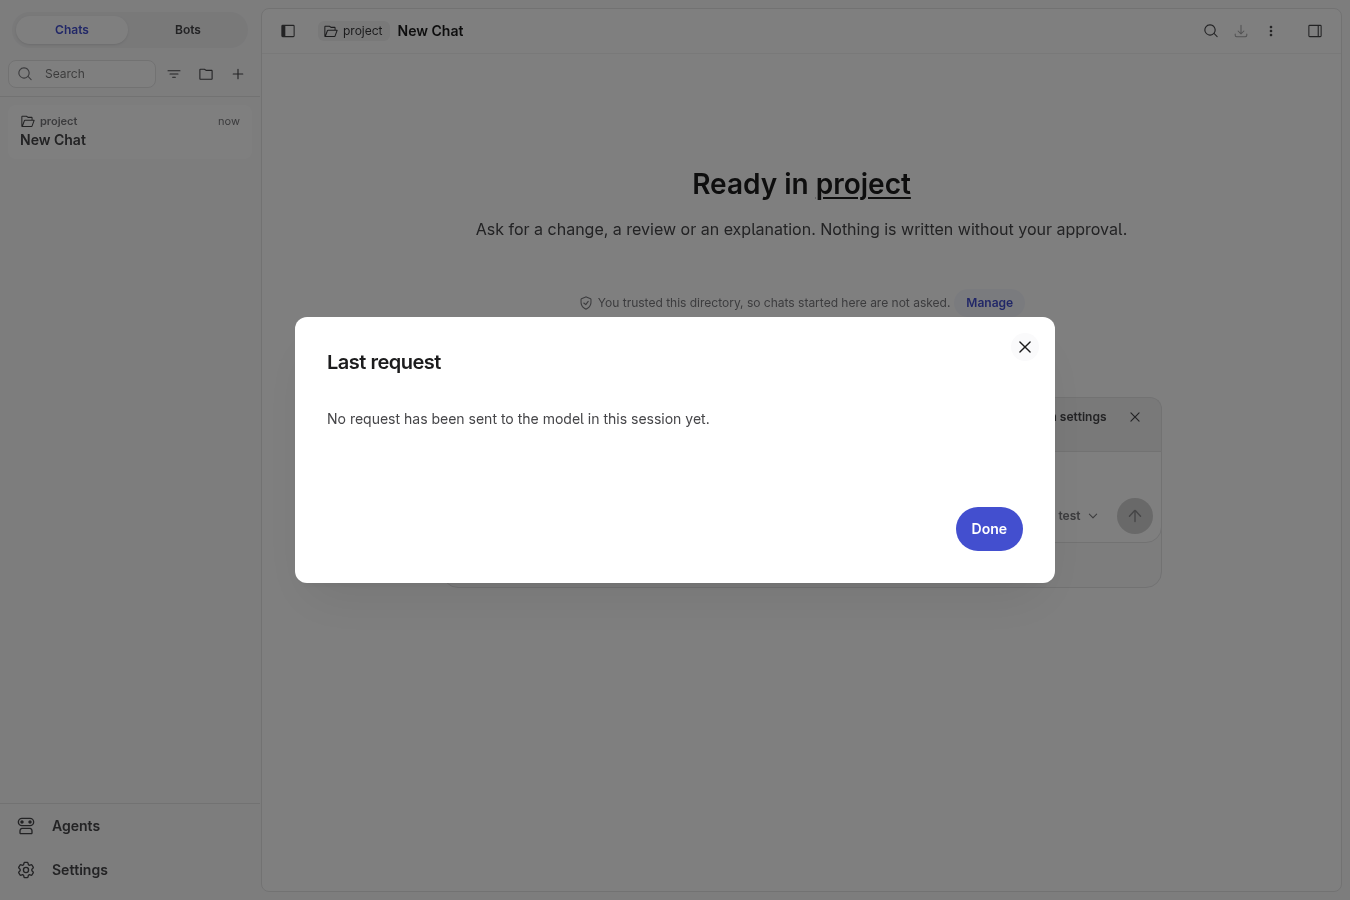 Chats
Bots
Search
project
now
New Chat
Agents
Settings
project New Chat
Ready in project
Ask for a change, a review or an explanation. Nothing is written without your approval.
You trusted this directory, so chats started here are not asked. Manage
Last request
No request has been sent to the model in this session yet.
Done
settings
test